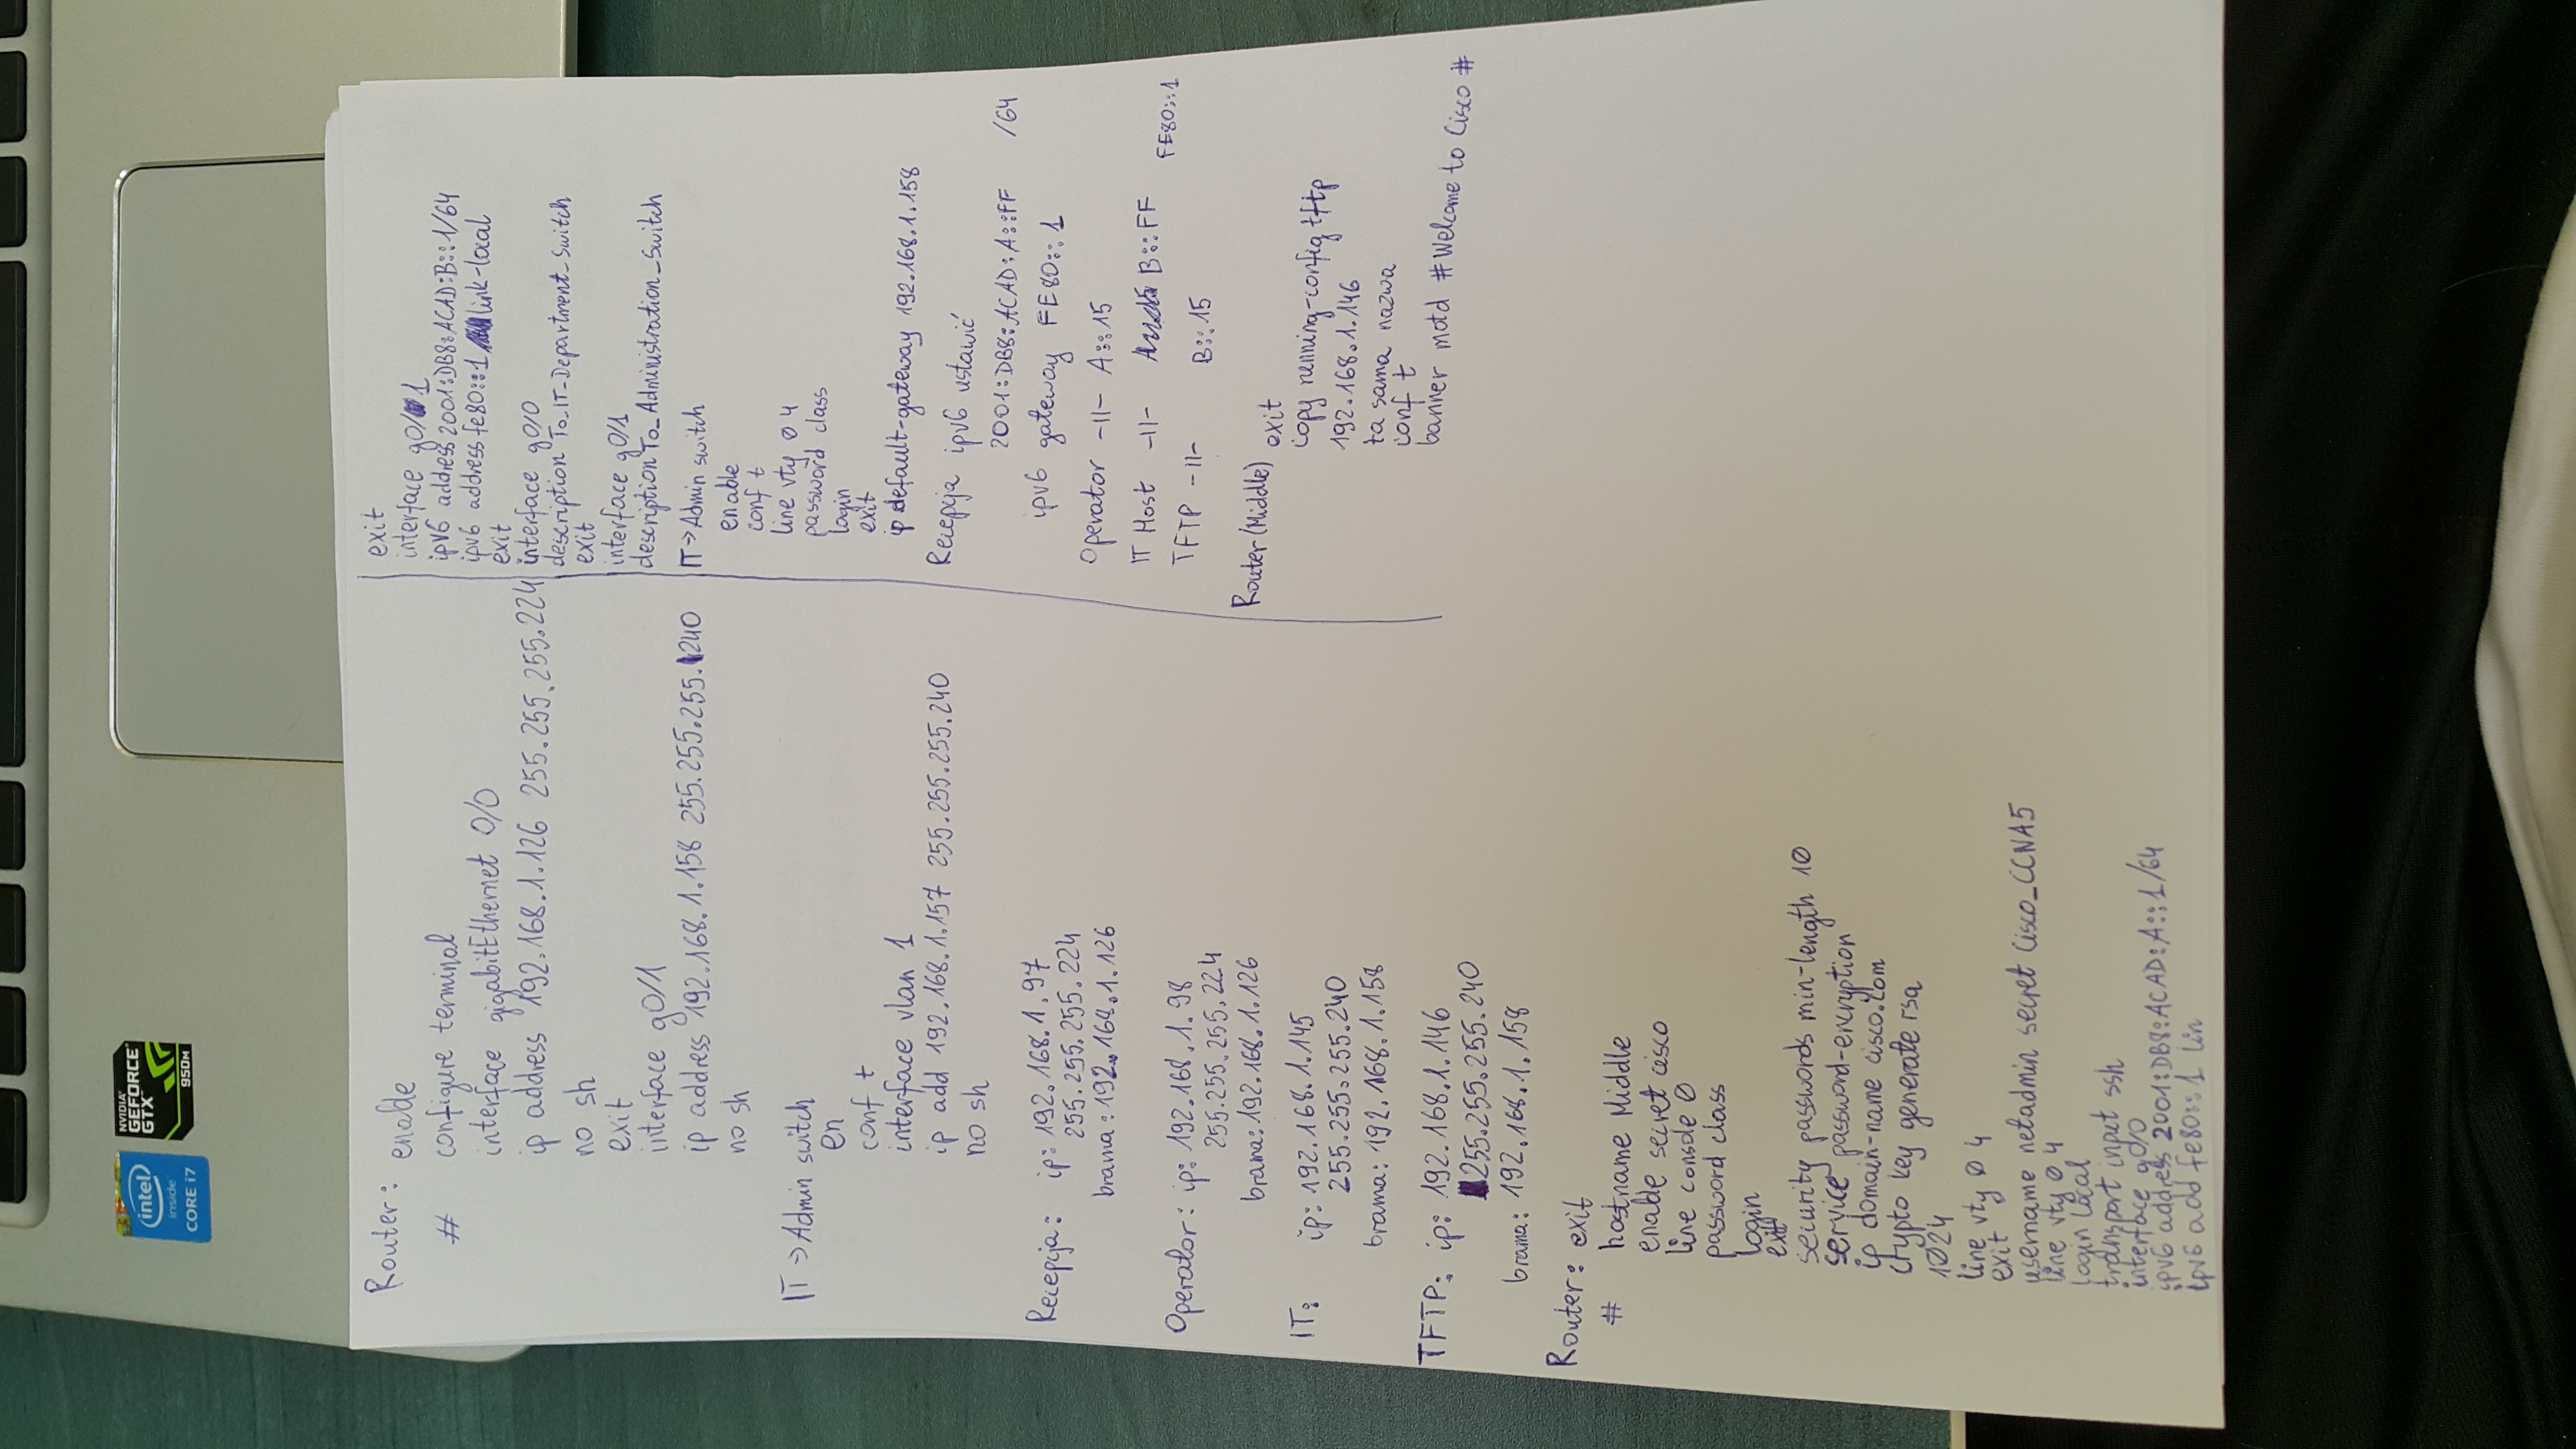 intel
inside™
CORE i7
NVIDIA®
GEFORCE®
GTX™
950M
Router: enable
# configure terminal
interface gigabitEthernet 0/0
ip address 192.168.1.126 255.255.255.224
no sh
exit
interface g0/1
ip address 192.168.1.158 255.255.255.240
no sh
IT → Admin switch
en
conf t
interface vlan 1
ip add 192.168.1.157 255.255.255.240
no sh
Recepcja: ip: 192.168.1.97
255.255.255.224
brama: 192.168.1.126
Operator: ip: 192.168.1.98
255.255.255.224
brama: 192.168.1.126
IT: ip: 192.168.1.145
255.255.255.240
brama: 192.168.1.158
TFTP: ip: 192.168.1.146
255.255.255.240
brama: 192.168.1.158
Router: exit
# hostname Middle
enable secret cisco
line console 0
password class
login
exit
security passwords min-length 10
service password-encryption
ip domain-name cisco.com
crypto key generate rsa
1024
line vty 0 4
exit
username netadmin secret Cisco_CCNA5
line vty 0 4
login local
transport input ssh
interface g0/0
ipv6 address 2001:DB8:ACAD:A::1/64
ipv6 add fe80::1 lin
exit
interface g0/1
ipv6 address 2001:DB8:ACAD:B::1/64
ipv6 address fe80::1 link-local
exit
interface g0/0
description To_IT_Department_Switch
exit
interface g0/1
description To_Administration_Switch
IT → Admin switch
enable
conf t
line vty 0 4
password class
login
exit
ip default-gateway 192.168.1.158
Recepcja ipv6 ustawić
2001:DB8:ACAD:A::FF /64
ipv6 gateway FE80::1
Operator -||- A::15
IT Host -||- B::FF FE80::1
TFTP -||- B::15
Router (Middle) exit
copy running-config tftp
192.168.1.146
ta sama nazwa
conf t
banner motd #Welcome to Cisco #